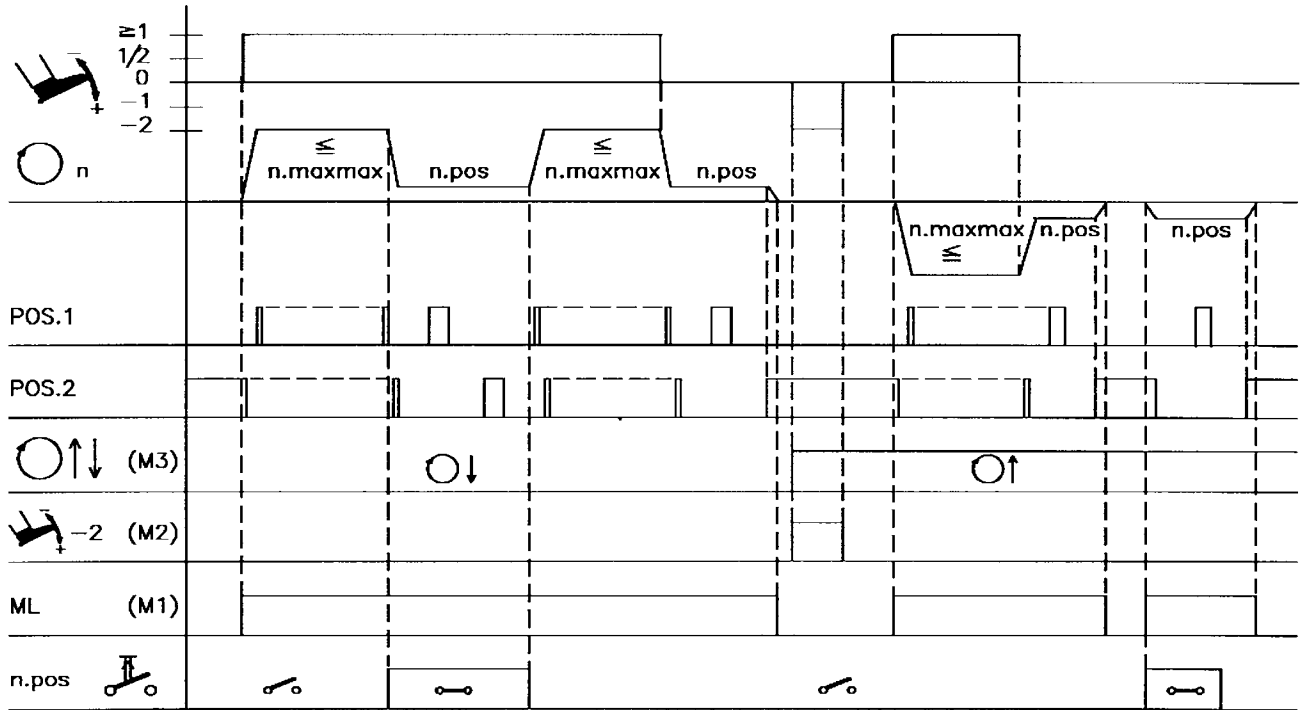 ≧1
1/2
0
−1
−2
− +
n
≦ ≦
n.maxmax n.pos n.maxmax n.pos
n.maxmax n.pos n.pos
≦
POS.1
POS.2
↑↓ (M3) ↓ ↑
− + −2 (M2)
ML (M1)
n.pos